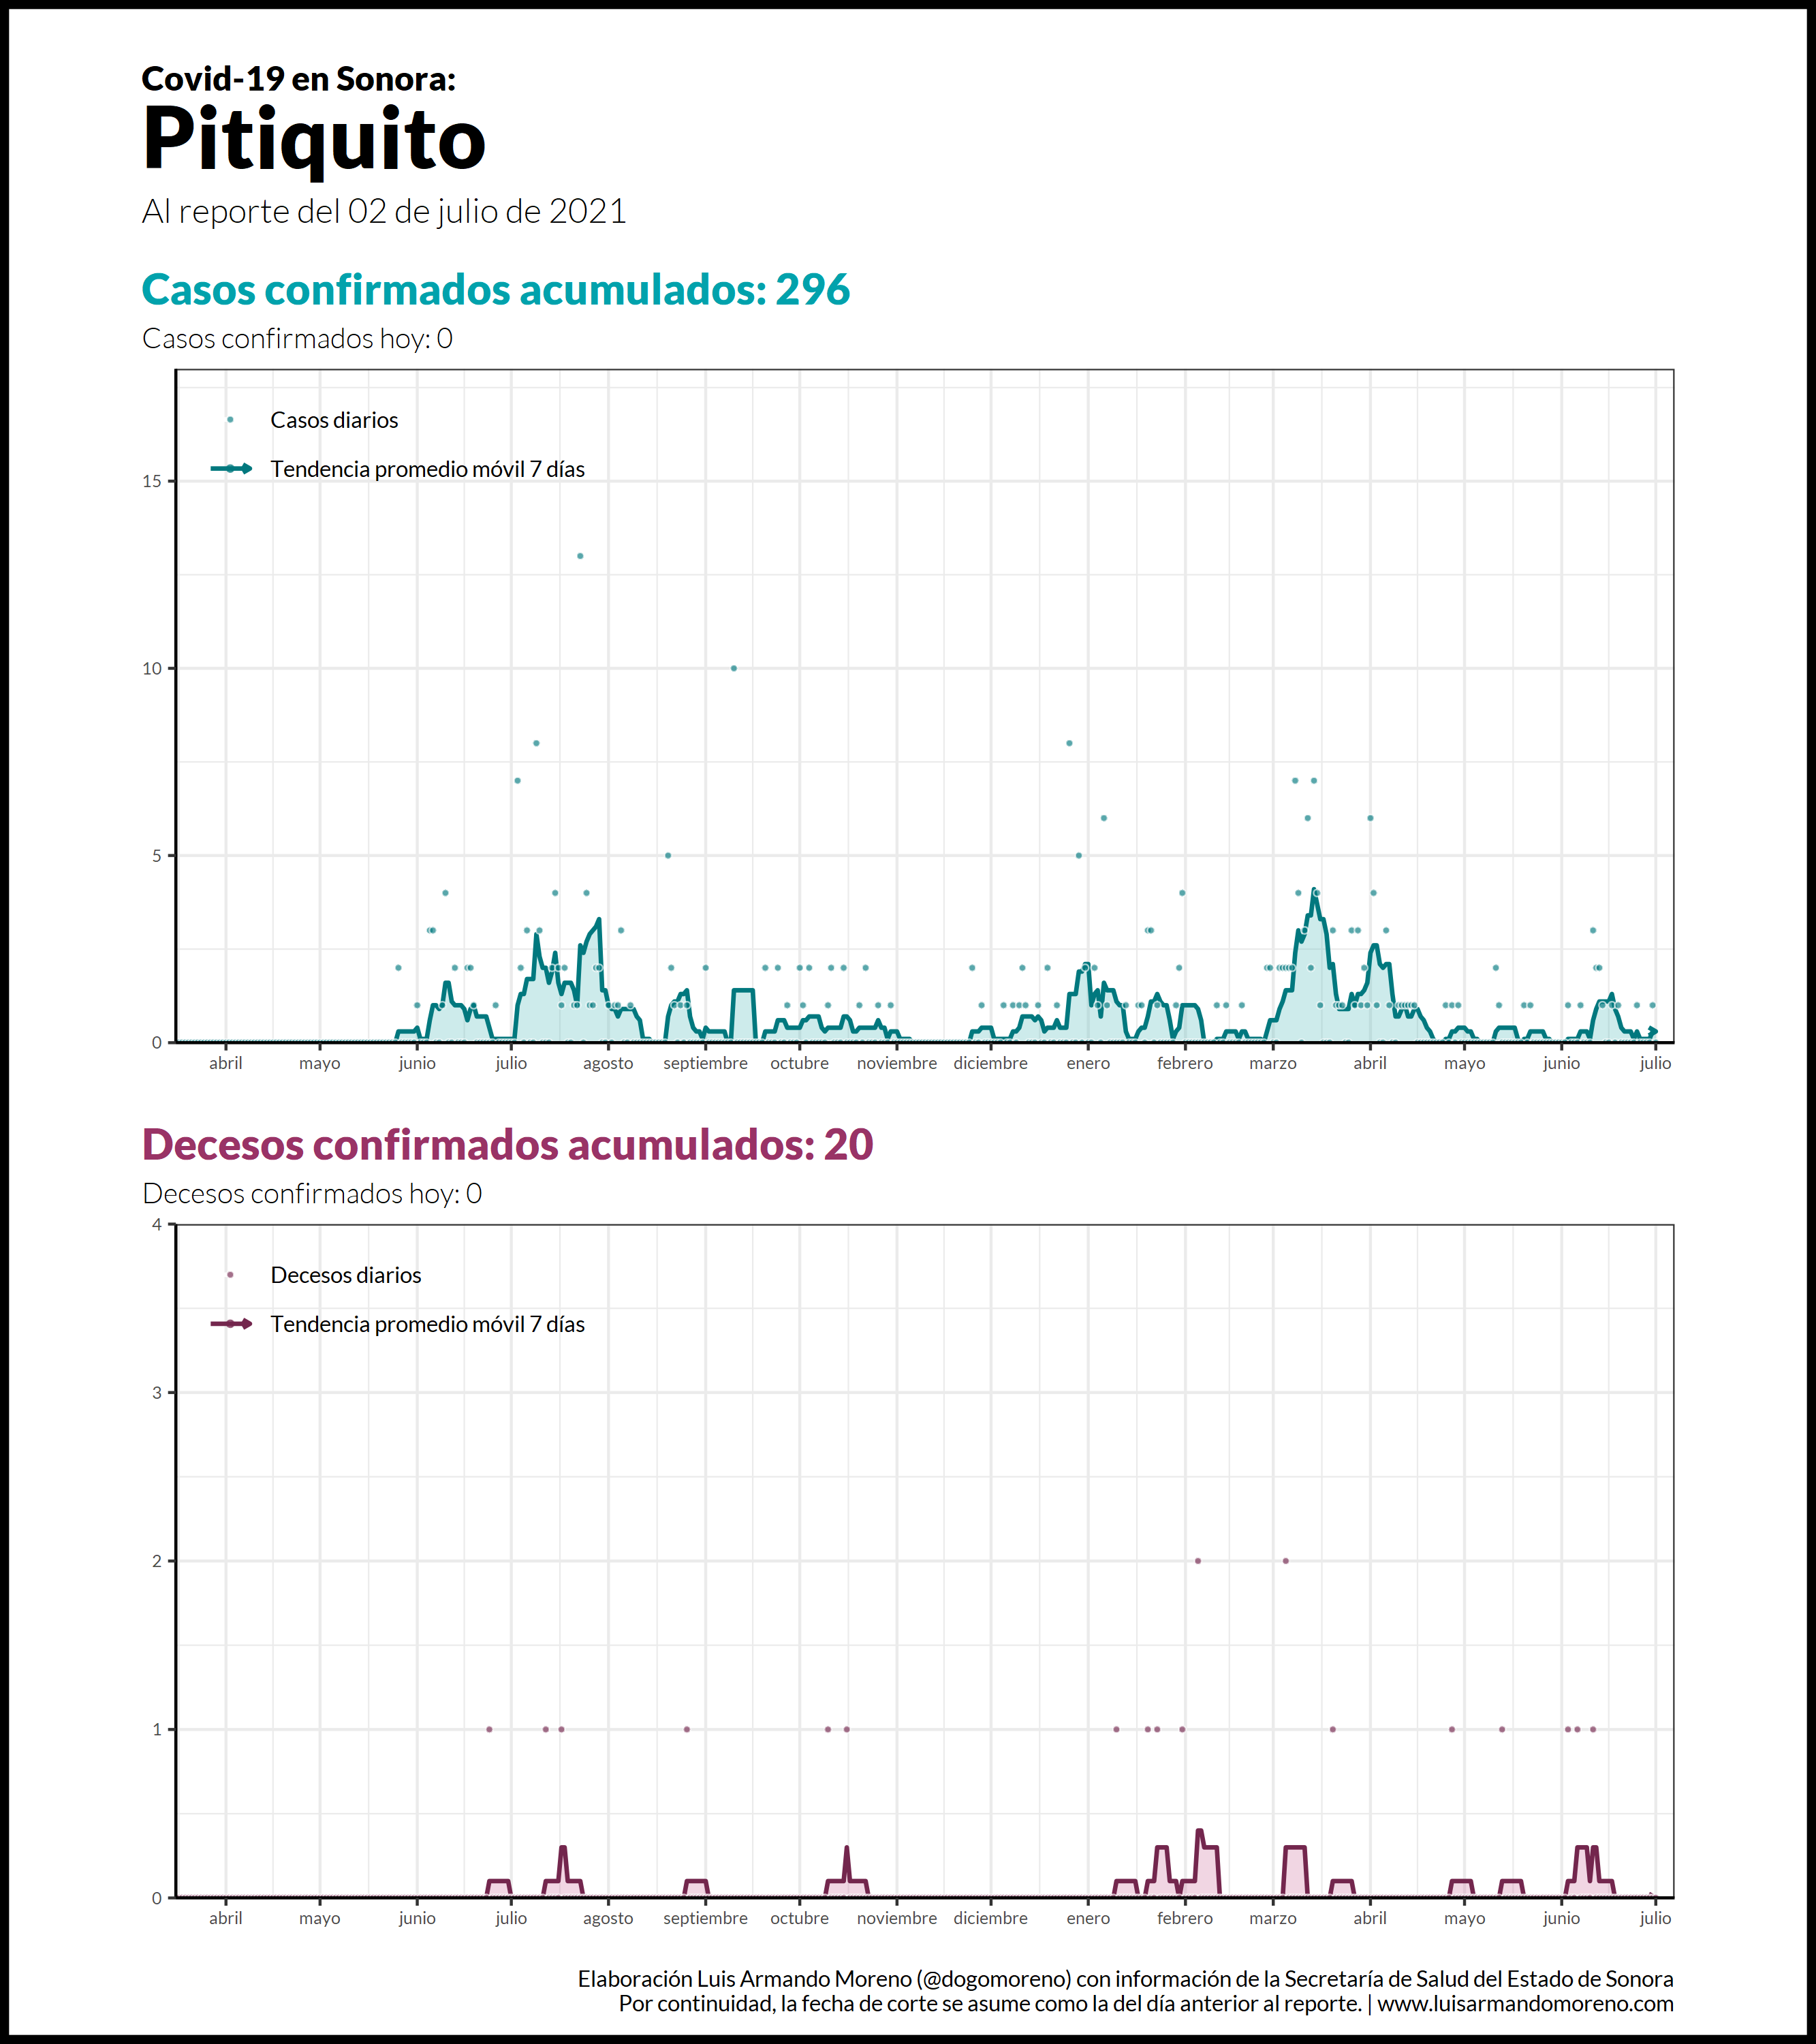 Covid-19 en Sonora:
Pitiquito
Al reporte del 02 de julio de 2021
Casos confirmados acumulados: 296
Casos confirmados hoy: 0
Casos diarios
Tendencia promedio móvil 7 días
15
10
5
0
abril mayo junio julio agosto septiembre octubre noviembre diciembre enero febrero marzo abril mayo junio julio
Decesos confirmados acumulados: 20
Decesos confirmados hoy: 0
4
Decesos diarios
Tendencia promedio móvil 7 días
3
2
1
0
abril mayo junio julio agosto septiembre octubre noviembre diciembre enero febrero marzo abril mayo junio julio
Elaboración Luis Armando Moreno (@dogomoreno) con información de la Secretaría de Salud del Estado de Sonora
Por continuidad, la fecha de corte se asume como la del día anterior al reporte. | www.luisarmandomoreno.com